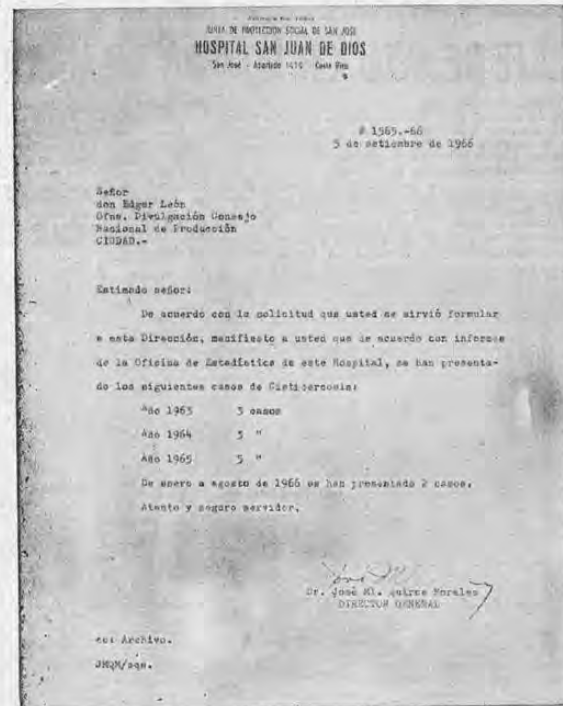 JUNTA DE PROTECCION SOCIAL DE SAN JOSE
HOSPITAL SAN JUAN DE DIOS
San José - Apartado - Costa Rica
# 1565.-66
5 de setiembre de 1966
Señor
don Edgar León
Ofna. Divulgación Consejo
Nacional de Producción
CIUDAD.-
Estimado señor:
De acuerdo con la solicitud que usted se sirvió formular
a esta Dirección, manifiesto a usted que de acuerdo con informes
de la Oficina de Estadística de este Hospital, se han presenta-
do los siguientes casos de Cisticercosis:
Año 1963 3 casos
Año 1964 3 "
Año 1965 5 "
De enero a agosto de 1966 se han presentado 2 casos.
Atento y seguro servidor,
Dr. José Ml. Quirce Morales
DIRECTOR GENERAL
cc: Archivo.
JMQM/sqm.